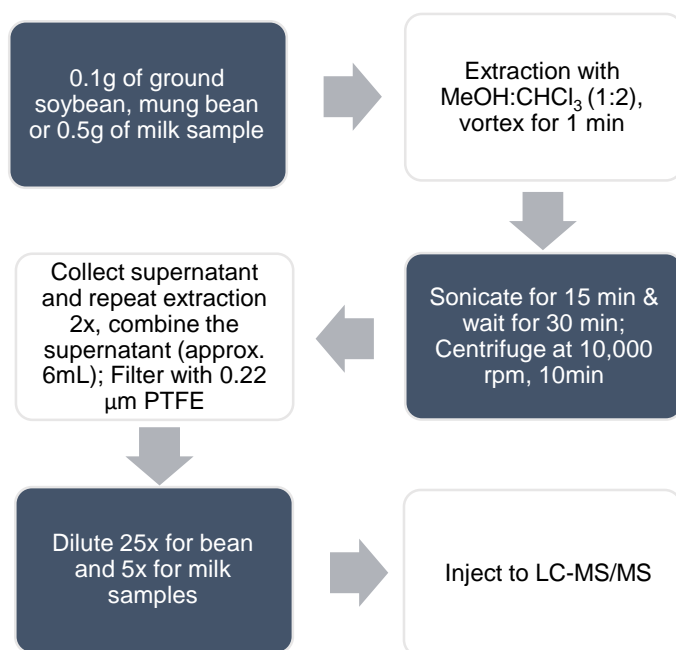 0.1g of ground
soybean, mung bean
or 0.5g of milk sample
Extraction with
MeOH:CHCl₃ (1:2),
vortex for 1 min
Sonicate for 15 min &
wait for 30 min;
Centrifuge at 10,000
rpm, 10min
Collect supernatant
and repeat extraction
2x, combine the
supernatant (approx.
6mL); Filter with 0.22
µm PTFE
Dilute 25x for bean
and 5x for milk
samples
Inject to LC-MS/MS